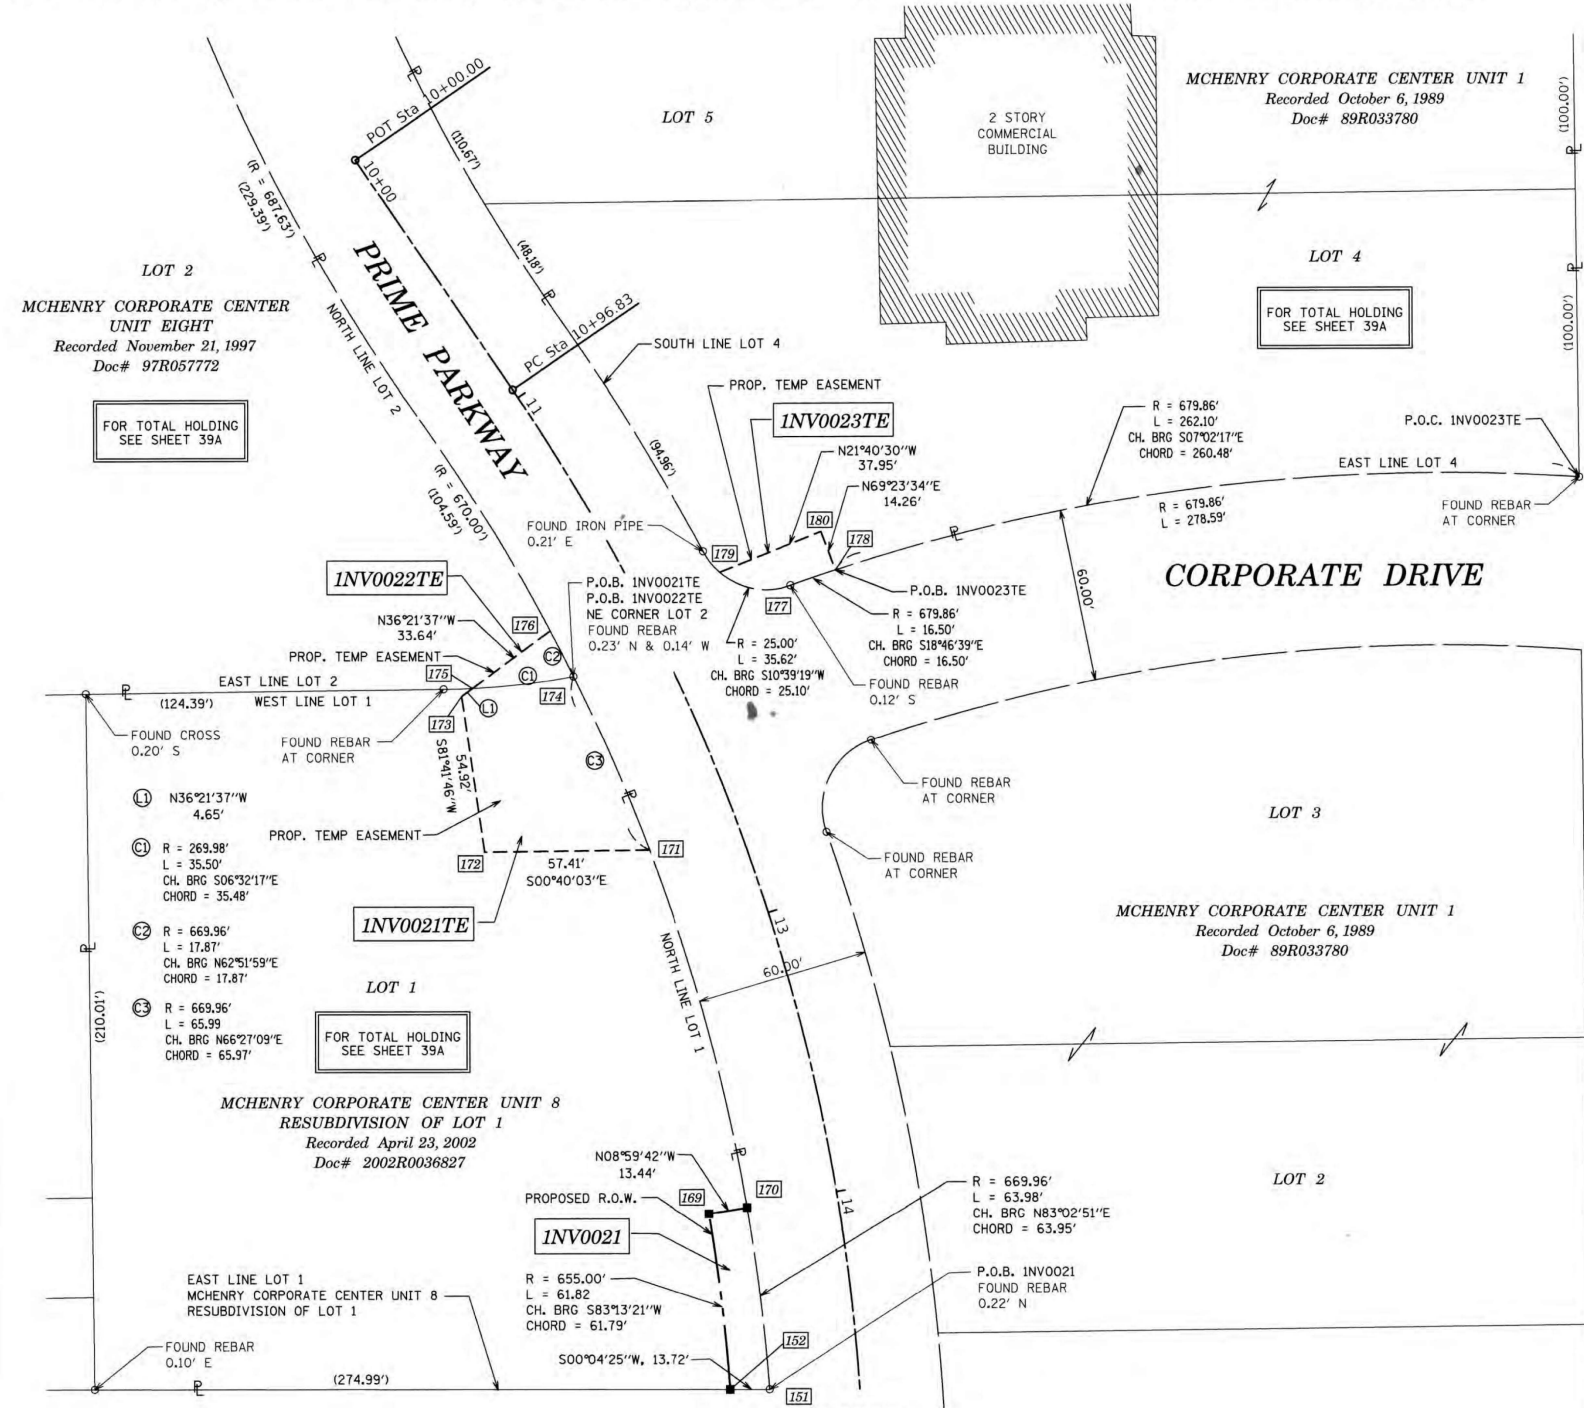 POT Sta 10+00.00
(110.67')
LOT 5
2 STORY
COMMERCIAL
BUILDING
MCHENRY CORPORATE CENTER UNIT 1
Recorded October 6, 1989
Doc# 89R033780
(100.00')
(R = 687.63')
(229.39')
10+00
PRIME PARKWAY
(48.18')
LOT 2
MCHENRY CORPORATE CENTER
UNIT EIGHT
Recorded November 21, 1997
Doc# 97R057772
FOR TOTAL HOLDING
SEE SHEET 39A
NORTH LINE LOT 2
PC Sta 10+96.83
11
SOUTH LINE LOT 4
LOT 4
FOR TOTAL HOLDING
SEE SHEET 39A
(100.00')
PROP. TEMP EASEMENT
1NV0023TE
N21°40'30"W
37.95'
N69°23'34"E
14.26'
R = 679.86'
L = 262.10'
CH. BRG S07°02'17"E
CHORD = 260.48'
P.O.C. 1NV0023TE
EAST LINE LOT 4
R = 679.86'
L = 278.59'
FOUND REBAR
AT CORNER
(94.96')
(R = 670.00')
(104.59')
FOUND IRON PIPE
0.21' E
179
180
178
177
60.00'
CORPORATE DRIVE
P.O.B. 1NV0023TE
R = 679.86'
L = 16.50'
CH. BRG S18°46'39"E
CHORD = 16.50'
R = 25.00'
L = 35.62'
CH. BRG S10°39'19"W
CHORD = 25.10'
FOUND REBAR
0.12' S
1NV0022TE
P.O.B. 1NV0021TE
P.O.B. 1NV0022TE
NE CORNER LOT 2
FOUND REBAR
0.23' N & 0.14' W
N36°21'37"W
33.64'
176
PROP. TEMP EASEMENT
C2
175
C1
EAST LINE LOT 2
(124.39')
WEST LINE LOT 1
174
L1
173
FOUND CROSS
0.20' S
FOUND REBAR
AT CORNER
54.92'
S81°41'46"W
C3
FOUND REBAR
AT CORNER
L1 N36°21'37"W
4.65'
PROP. TEMP EASEMENT
C1 R = 269.98'
L = 35.50'
CH. BRG S06°32'17"E
CHORD = 35.48'
172
57.41'
S00°40'03"E
171
FOUND REBAR
AT CORNER
LOT 3
1NV0021TE
C2 R = 669.96'
L = 17.87'
CH. BRG N62°51'59"E
CHORD = 17.87'
13
MCHENRY CORPORATE CENTER UNIT 1
Recorded October 6, 1989
Doc# 89R033780
60.00'
NORTH LINE LOT 1
LOT 1
C3 R = 669.96'
L = 65.99
CH. BRG N66°27'09"E
CHORD = 65.97'
(210.01')
FOR TOTAL HOLDING
SEE SHEET 39A
MCHENRY CORPORATE CENTER UNIT 8
RESUBDIVISION OF LOT 1
Recorded April 23, 2002
Doc# 2002R0036827
N08°59'42"W
13.44'
PROPOSED R.O.W.
169
170
14
R = 669.96'
L = 63.98'
CH. BRG N83°02'51"E
CHORD = 63.95'
LOT 2
1NV0021
EAST LINE LOT 1
MCHENRY CORPORATE CENTER UNIT 8
RESUBDIVISION OF LOT 1
R = 655.00'
L = 61.82
CH. BRG S83°13'21"W
CHORD = 61.79'
P.O.B. 1NV0021
FOUND REBAR
0.22' N
FOUND REBAR
0.10' E
152
S00°04'25"W, 13.72'
(274.99')
151